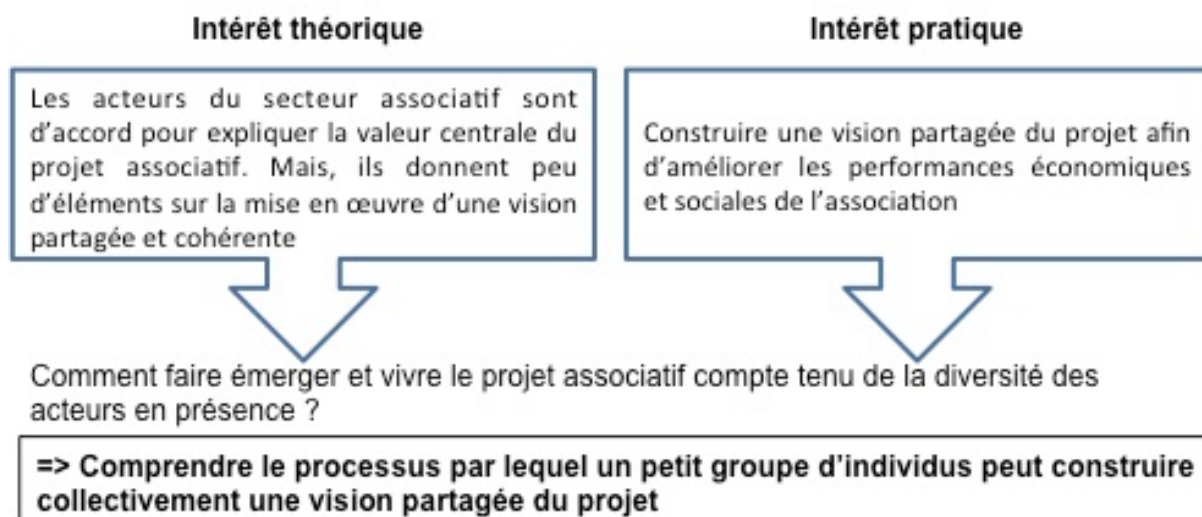 Intérêt théorique
Les acteurs du secteur associatif sont
d'accord pour expliquer la valeur centrale du
projet associatif. Mais, ils donnent peu
d'éléments sur la mise en œuvre d'une vision
partagée et cohérente
Intérêt pratique
Construire une vision partagée du projet afin
d'améliorer les performances économiques
et sociales de l'association
Comment faire émerger et vivre le projet associatif compte tenu de la diversité des
acteurs en présence ?
=> Comprendre le processus par lequel un petit groupe d'individus peut construire
collectivement une vision partagée du projet